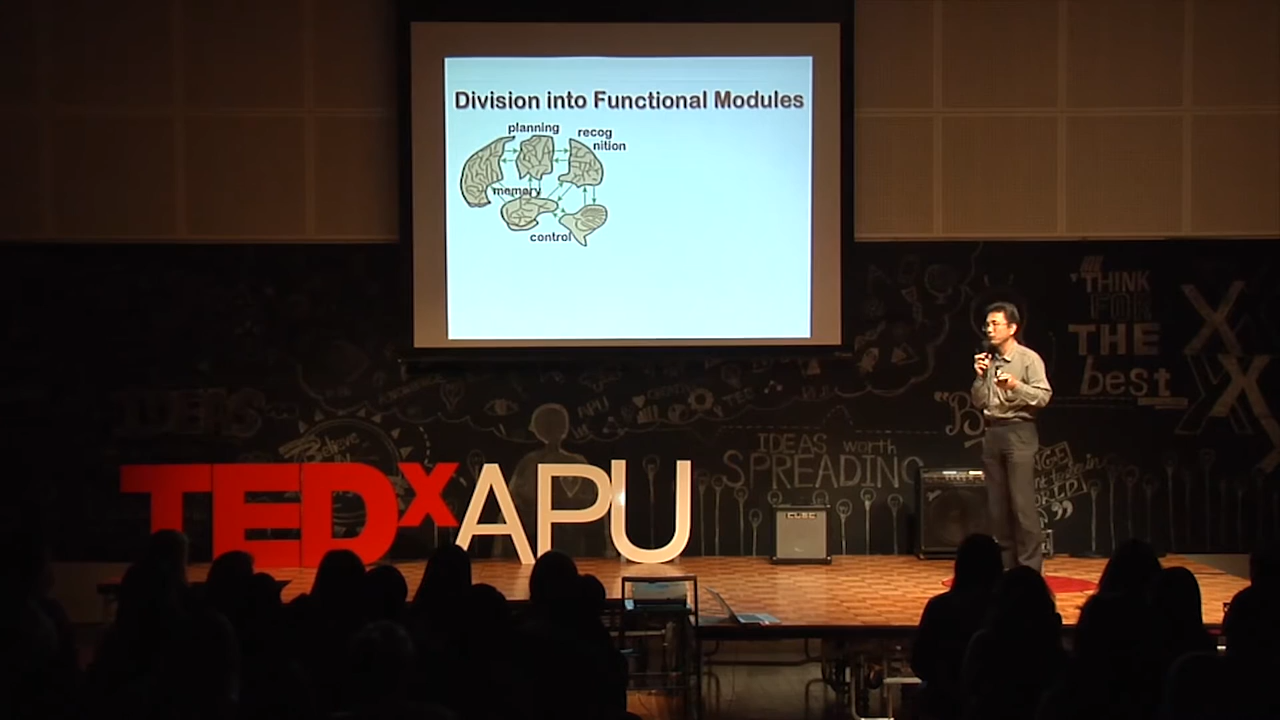 Division into Functional Modules
planning
recog
nition
memory
control
"THINK
FOR
THE
best
IDEAS worth
SPREADING
TEDxAPU